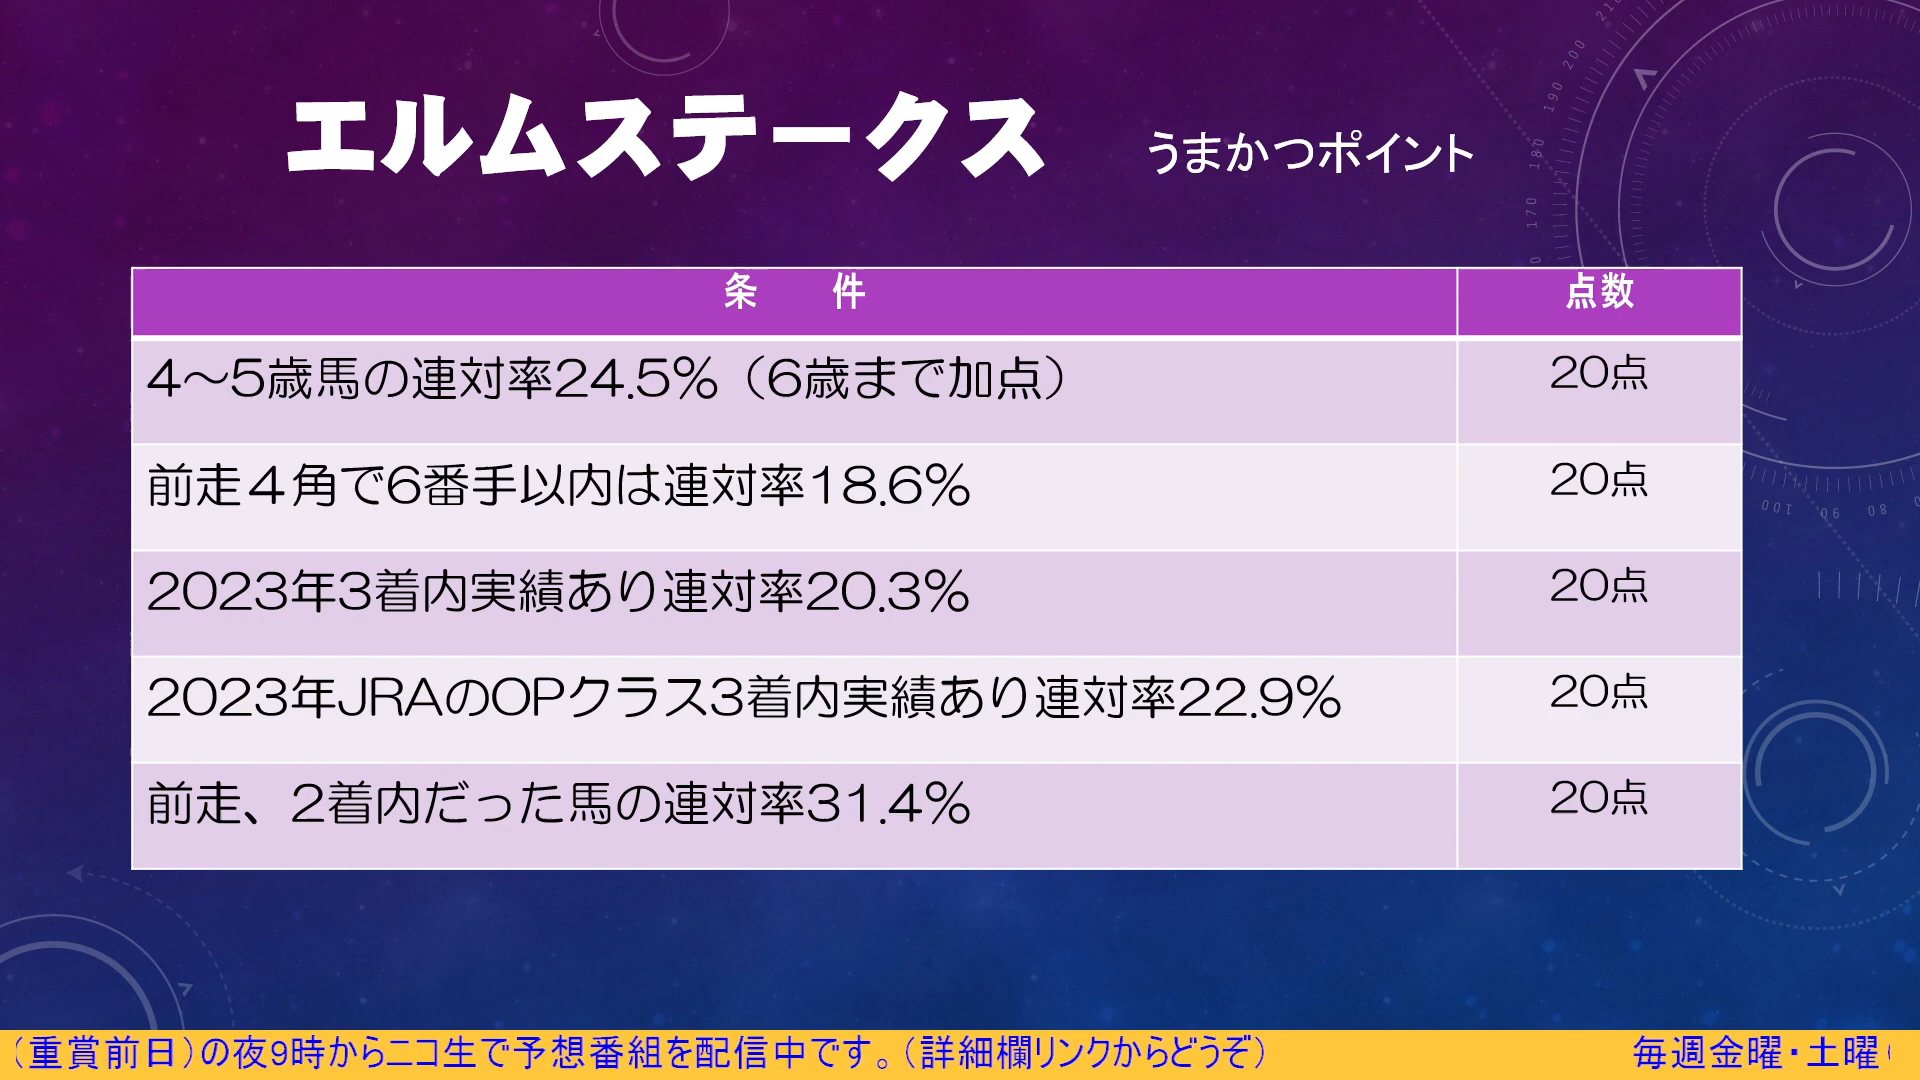 エルムステークス うまかつポイント
条 件 点数
4〜5歳馬の連対率24.5%（6歳まで加点） 20点
前走４角で6番手以内は連対率18.6% 20点
2023年3着内実績あり連対率20.3% 20点
2023年JRAのOPクラス3着内実績あり連対率22.9% 20点
前走、2着内だった馬の連対率31.4% 20点
（重賞前日）の夜9時からニコ生で予想番組を配信中です。（詳細欄リンクからどうぞ） 毎週金曜・土曜（
210
200
190
180
170
0
100 90 80